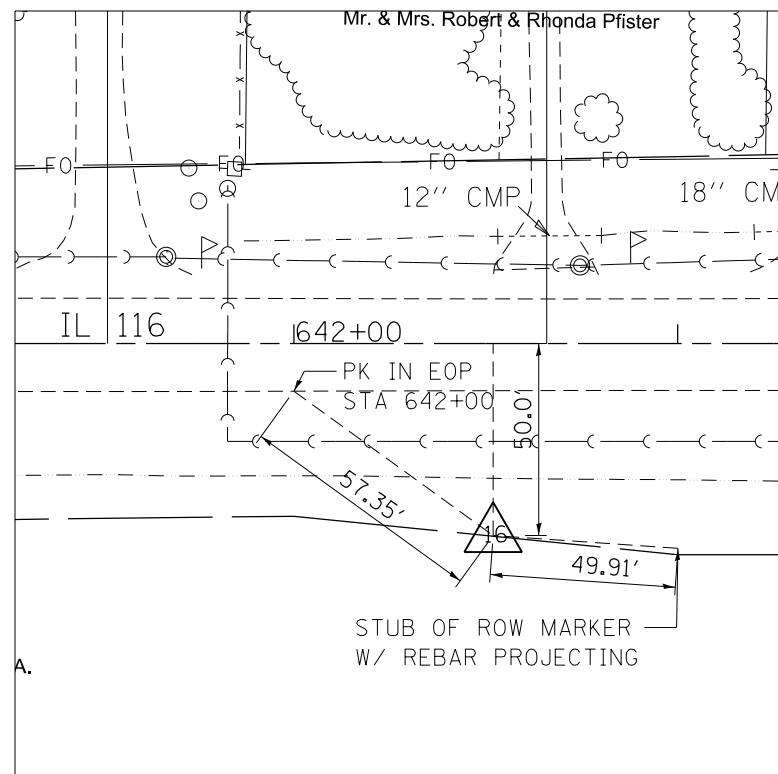 Mr. & Mrs. Robert & Rhonda Pfister
FO FO FO FO
12'' CMP
18'' CM
IL 116
642+00
PK IN EOP
STA 642+00
50.0'
57.35'
16
49.91'
STUB OF ROW MARKER
W/ REBAR PROJECTING
A.